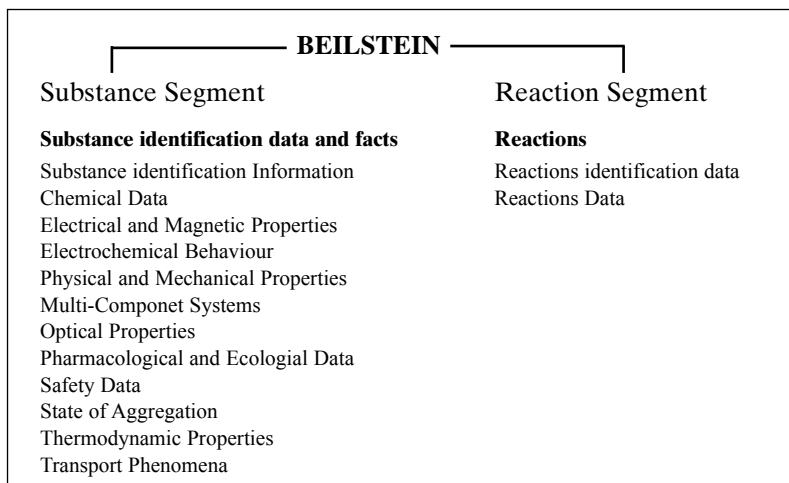 BEILSTEIN
Substance Segment
Substance identification data and facts
Substance identification Information
Chemical Data
Electrical and Magnetic Properties
Electrochemical Behaviour
Physical and Mechanical Properties
Multi-Componet Systems
Optical Properties
Pharmacological and Ecologial Data
Safety Data
State of Aggregation
Thermodynamic Properties
Transport Phenomena
Reaction Segment
Reactions
Reactions identification data
Reactions Data